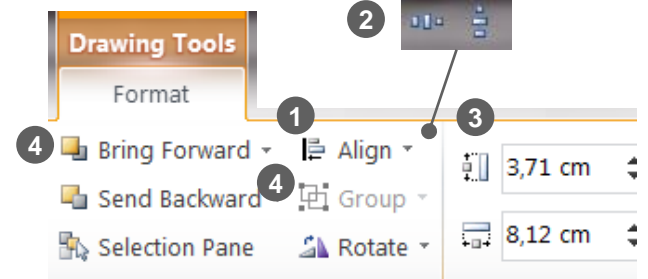 2
Drawing Tools
Format
1
3
4
Bring Forward
Align
3,71 cm
Send Backward
4
Group
8,12 cm
Selection Pane
Rotate